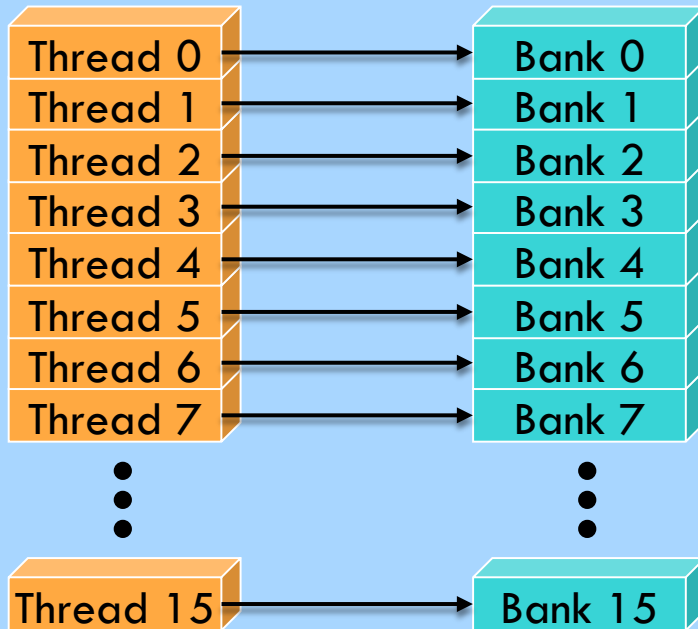 Thread 0
Bank 0
Thread 1
Bank 1
Thread 2
Bank 2
Thread 3
Bank 3
Thread 4
Bank 4
Thread 5
Bank 5
Thread 6
Bank 6
Thread 7
Bank 7
Thread 15
Bank 15